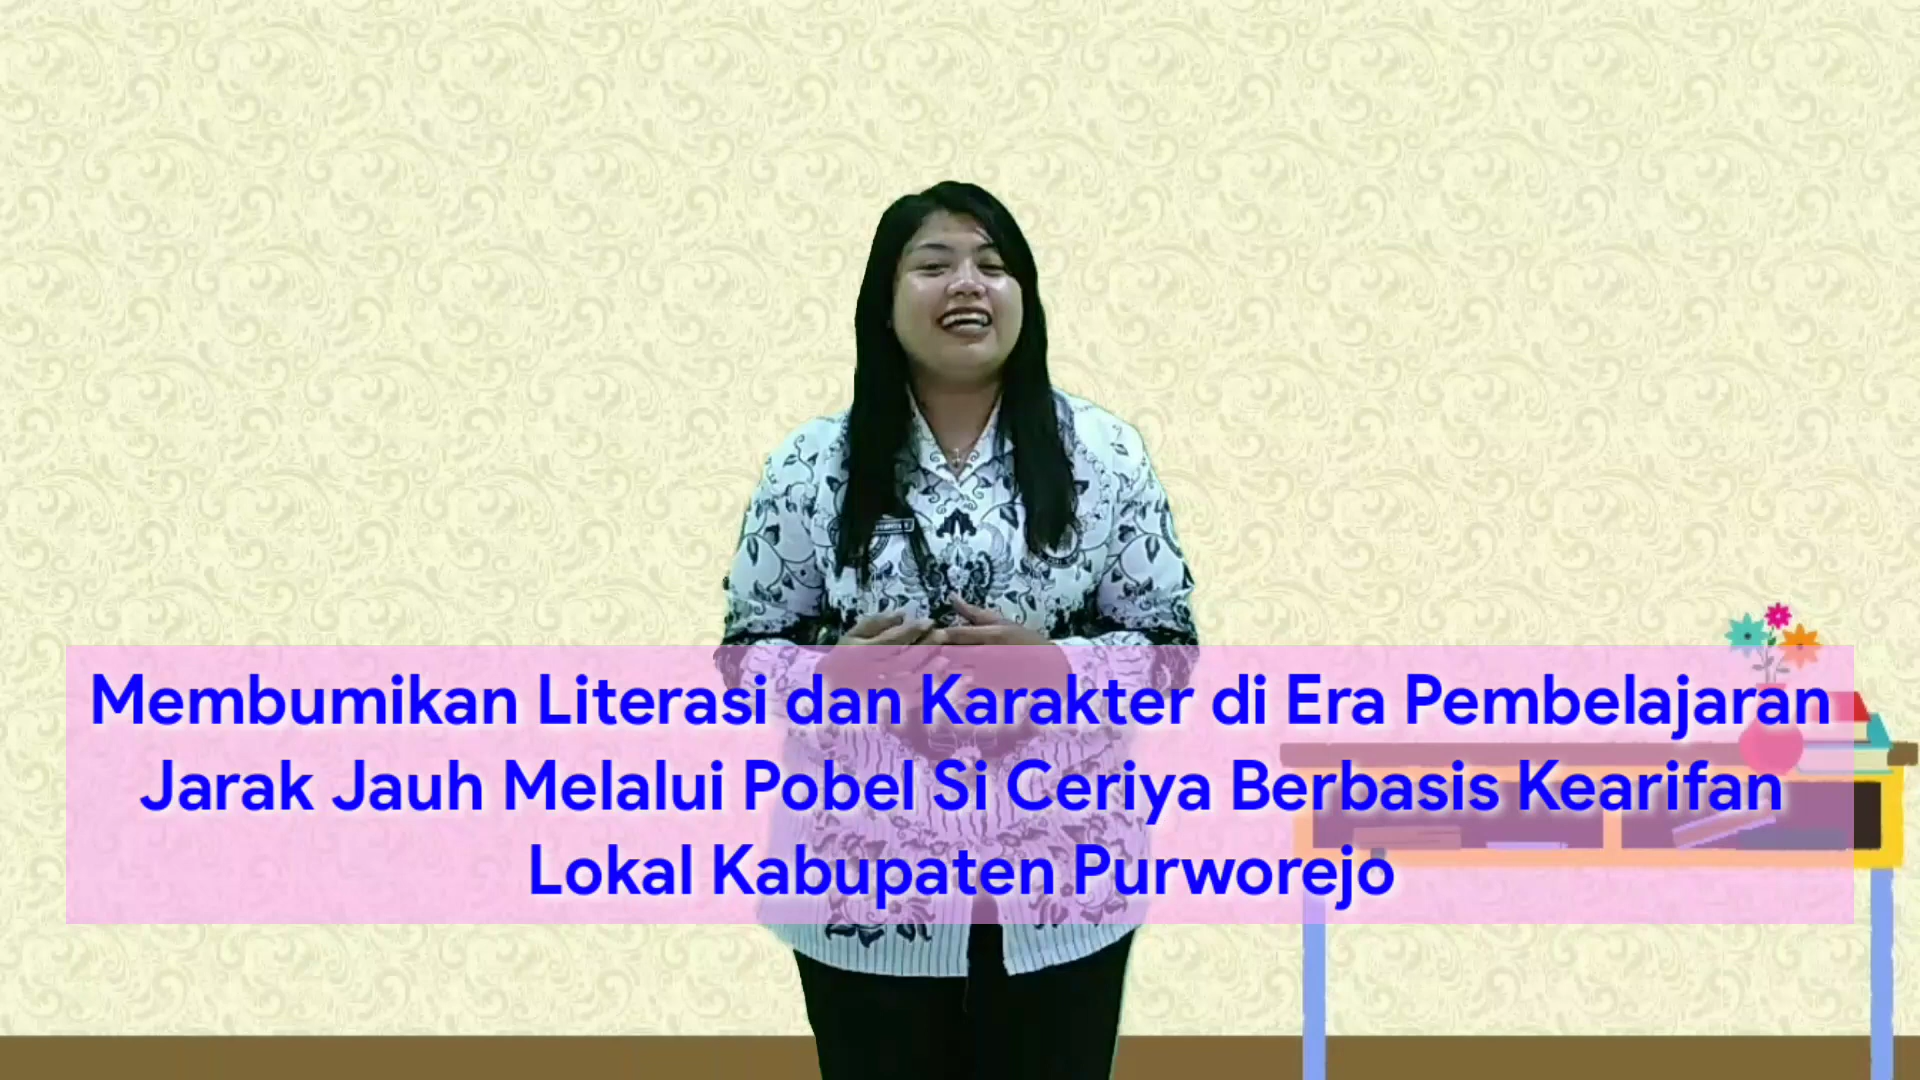 Membumikan Literasi dan Karakter di Era Pembelajaran
Jarak Jauh Melalui Pobel Si Ceriya Berbasis Kearifan
Lokal Kabupaten Purworejo